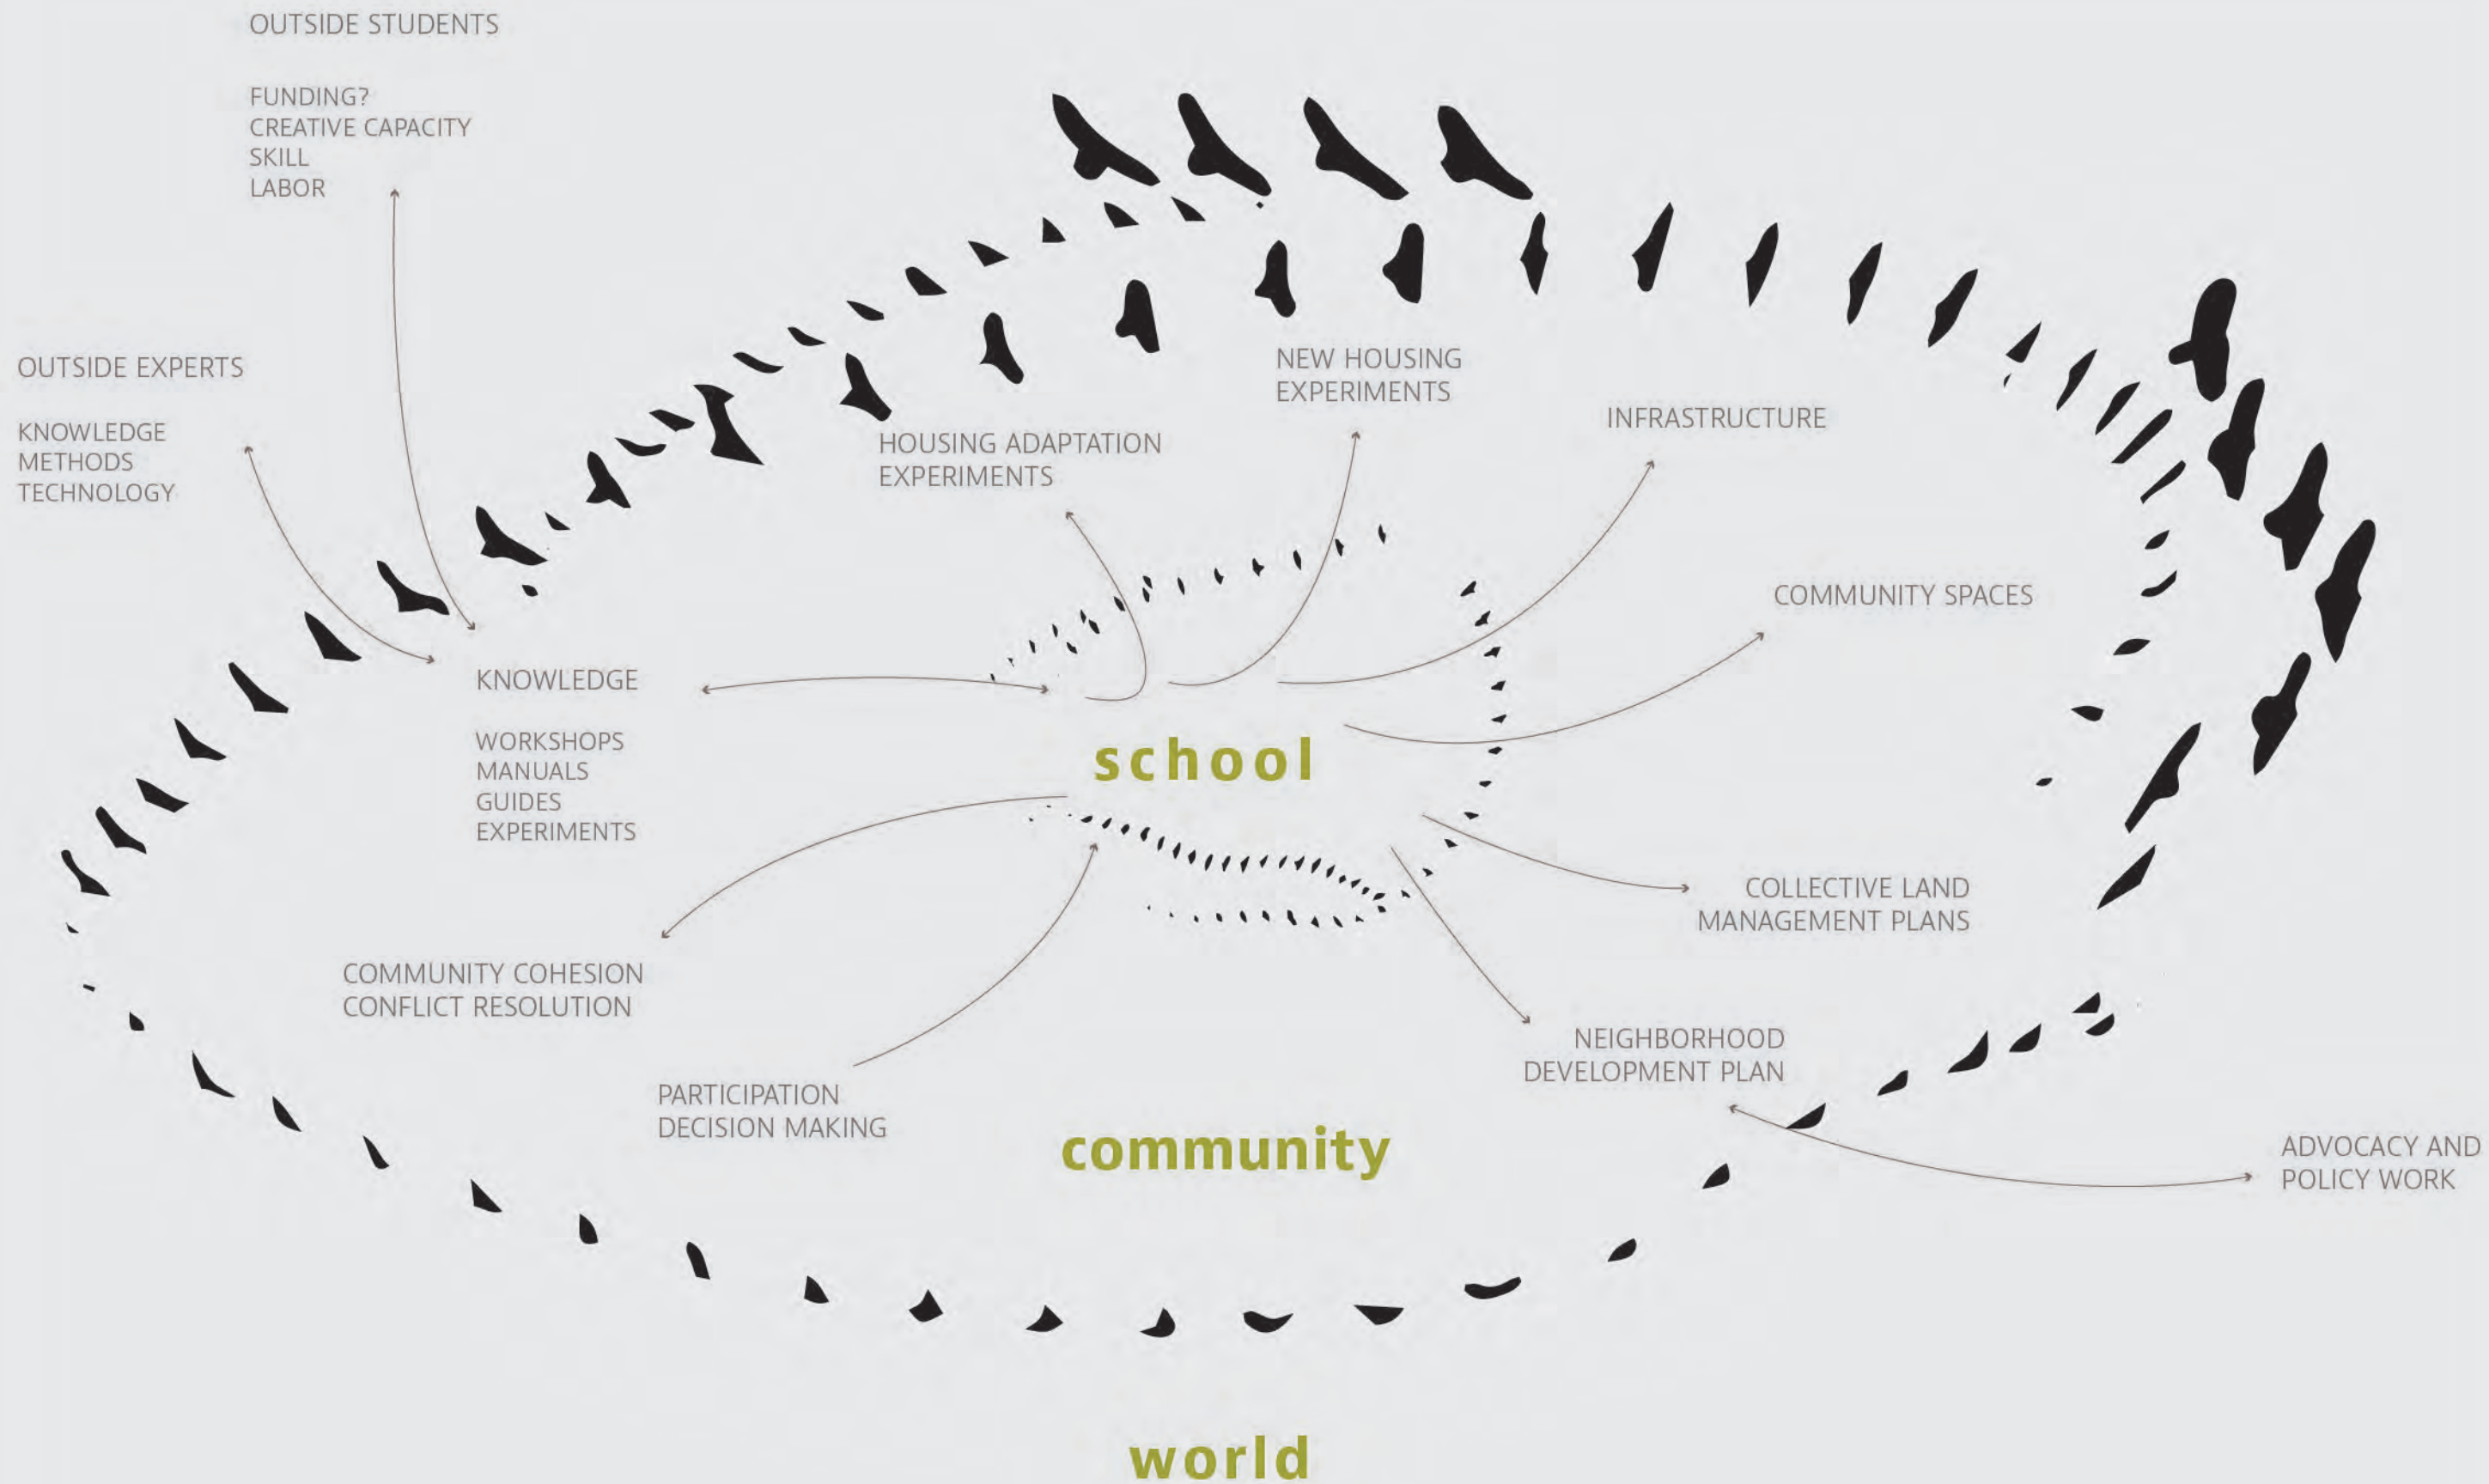 OUTSIDE STUDENTS
FUNDING?
CREATIVE CAPACITY
SKILL
LABOR
OUTSIDE EXPERTS
KNOWLEDGE
METHODS
TECHNOLOGY
NEW HOUSING
EXPERIMENTS
HOUSING ADAPTATION
EXPERIMENTS
INFRASTRUCTURE
COMMUNITY SPACES
KNOWLEDGE
WORKSHOPS
MANUALS
GUIDES
EXPERIMENTS
school
COLLECTIVE LAND
MANAGEMENT PLANS
COMMUNITY COHESION
CONFLICT RESOLUTION
NEIGHBORHOOD
DEVELOPMENT PLAN
PARTICIPATION
DECISION MAKING
community
ADVOCACY AND
POLICY WORK
world